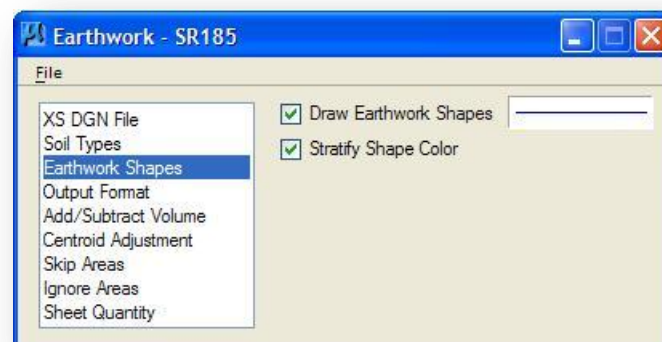 Earthwork - SR185
File
XS DGN File
Soil Types
Earthwork Shapes
Output Format
Add/Subtract Volume
Centroid Adjustment
Skip Areas
Ignore Areas
Sheet Quantity
Draw Earthwork Shapes
Stratify Shape Color